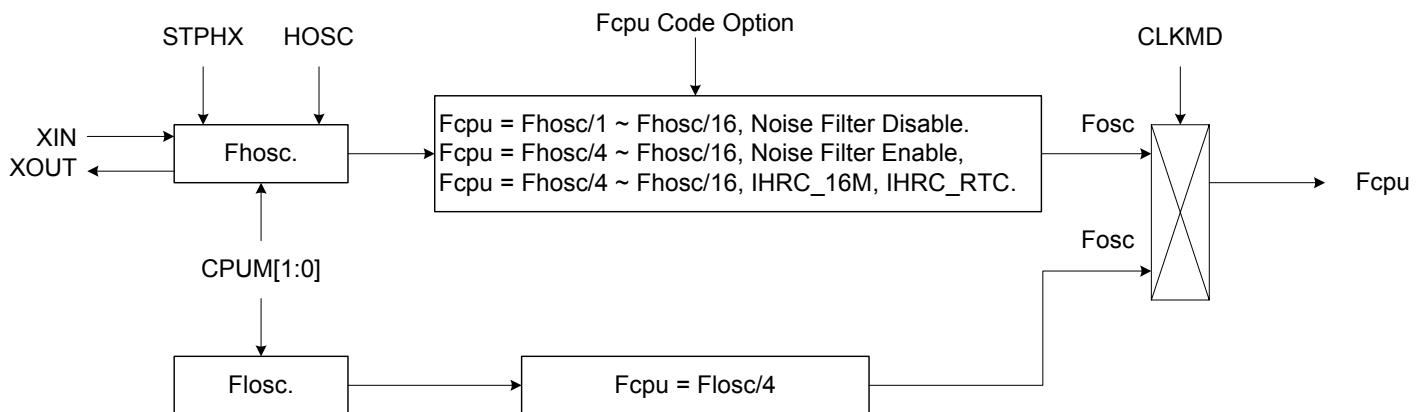 Fcpu Code Option
STPHX
HOSC
CLKMD
XIN
XOUT
Fhosc.
Fcpu = Fhosc/1 ~ Fhosc/16, Noise Filter Disable.
Fcpu = Fhosc/4 ~ Fhosc/16, Noise Filter Enable,
Fcpu = Fhosc/4 ~ Fhosc/16, IHRC_16M, IHRC_RTC.
Fosc
Fcpu
Fosc
CPUM[1:0]
Flosc.
Fcpu = Flosc/4